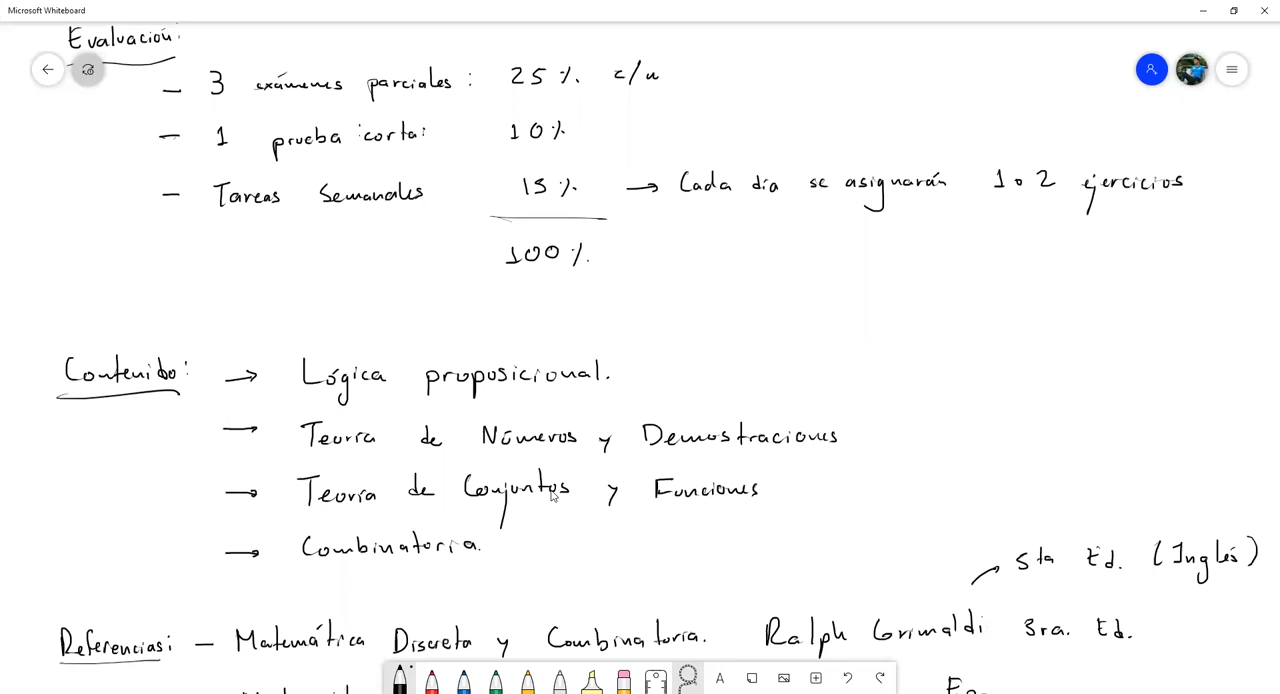 Microsoft Whiteboard
Evaluación:
– 3 exámenes parciales: 25% c/u
– 1 prueba corta: 10%
– Tareas Semanales 15% → Cada día se asignarán 1 o 2 ejercicios
100%.
Contenido: → Lógica proposicional.
→ Teoría de Números y Demostraciones
→ Teoría de Conjuntos y Funciones
→ Combinatoria.
5ta Ed. (Inglés)
Referencias: – Matemática Discreta y Combinatoria. Ralph Grimaldi 3ra. Ed.